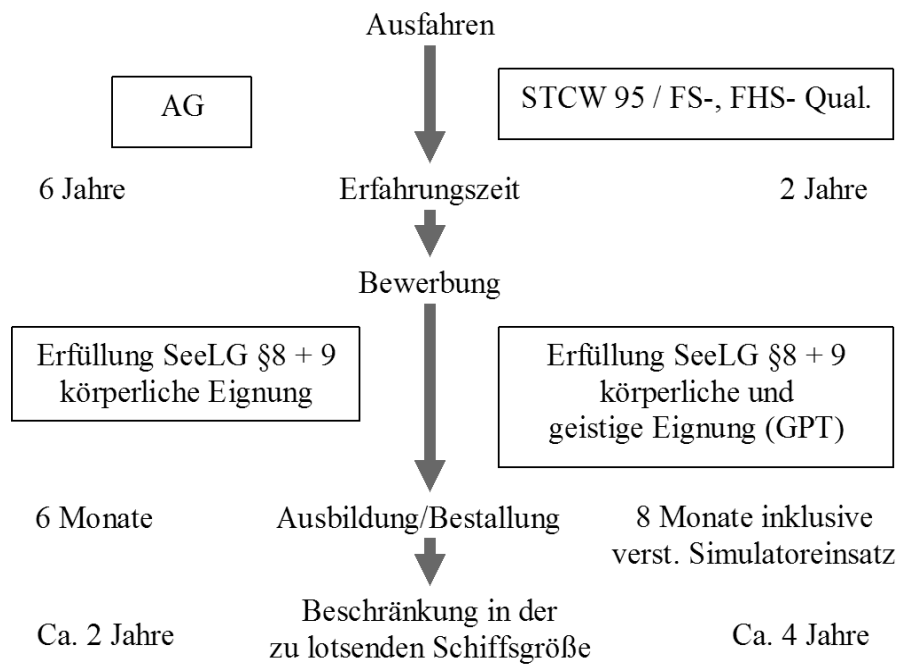 Ausfahren
AG
STCW 95 / FS-, FHS- Qual.
6 Jahre
Erfahrungszeit
2 Jahre
Bewerbung
Erfüllung SeeLG §8 + 9
körperliche Eignung
Erfüllung SeeLG §8 + 9
körperliche und
geistige Eignung (GPT)
6 Monate
Ausbildung/Bestallung
8 Monate inklusive
verst. Simulatoreinsatz
Ca. 2 Jahre
Beschränkung in der
zu lotsenden Schiffsgröße
Ca. 4 Jahre